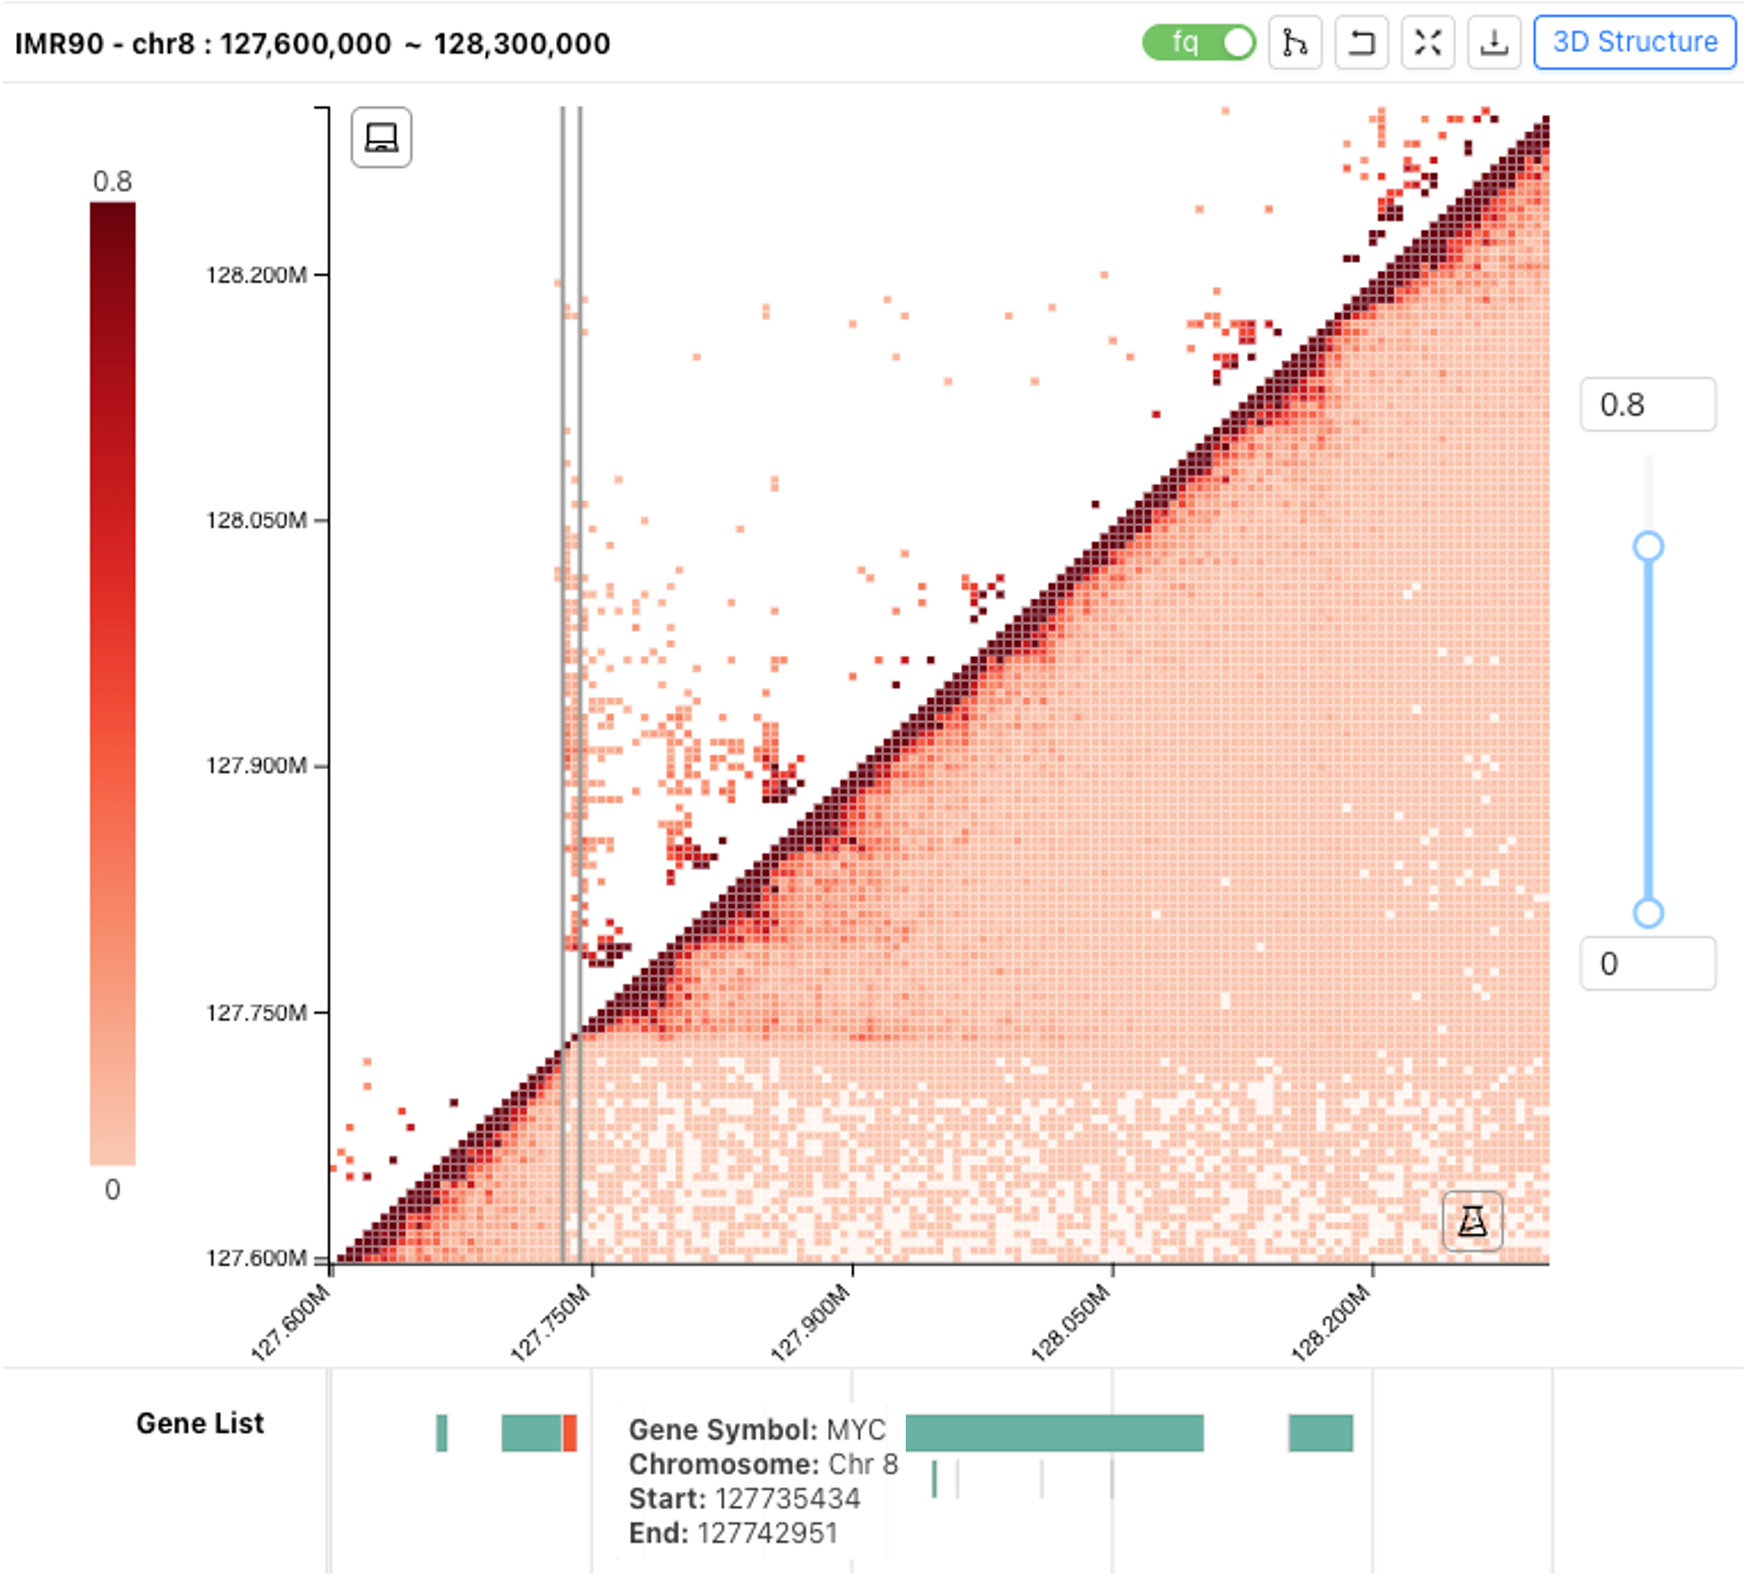 IMR90 - chr8 : 127,600,000 ~ 128,300,000
fq
3D Structure
0.8
0
128.200M
128.050M
127.900M
127.750M
127.600M
127.600M
127.750M
127.900M
128.050M
128.200M
0.8
0
Gene List
Gene Symbol: MYC
Chromosome: Chr 8
Start: 127735434
End: 127742951